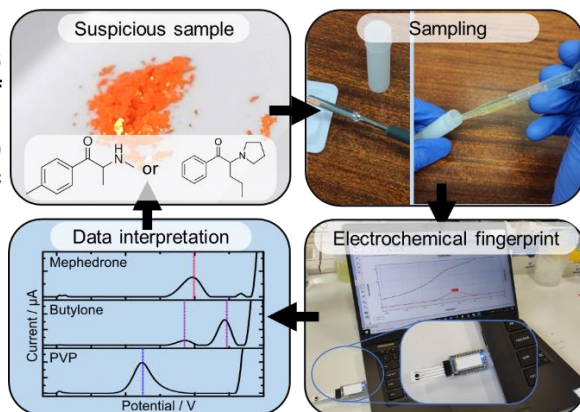 Suspicious sample
Sampling
O
H
N
or
O
N
Data interpretation
Electrochemical fingerprint
Mephedrone
Butylone
PVP
Current / µA
Potential / V